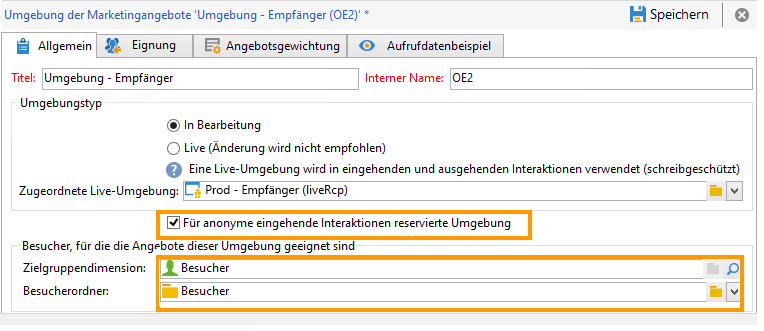 Umgebung der Marketingangebote 'Umgebung - Empfänger (OE2)' *
Speichern
Allgemein Eignung Angebotsgewichtung Aufrufdatenbeispiel
Titel: Umgebung - Empfänger Interner Name: OE2
Umgebungstyp
In Bearbeitung
Live (Änderung wird nicht empfohlen)
? Eine Live-Umgebung wird in eingehenden und ausgehenden Interaktionen verwendet (schreibgeschützt)
Zugeordnete Live-Umgebung: Prod - Empfänger (liveRcp)
Für anonyme eingehende Interaktionen reservierte Umgebung
Besucher, für die die Angebote dieser Umgebung geeignet sind
Zielgruppendimension: Besucher
Besucherordner: Besucher